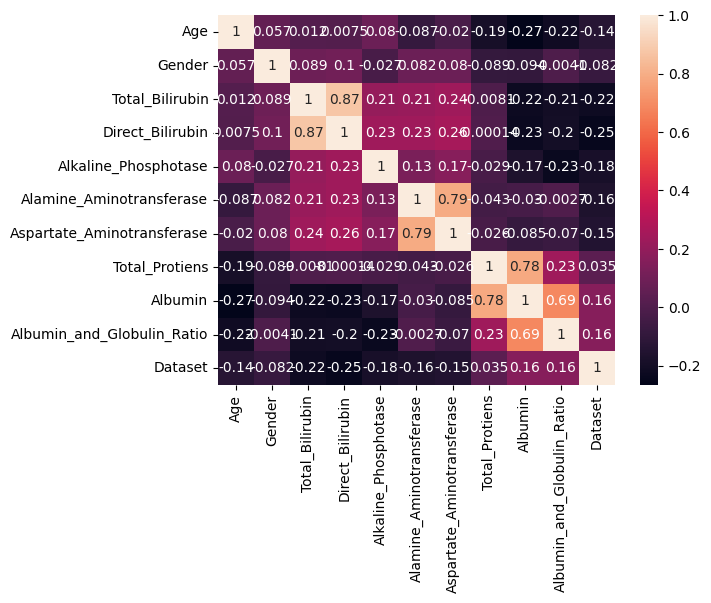 Age 1 0.057 0.012 0.0075 0.08 -0.087 -0.02 -0.19 -0.27 -0.22 -0.14
Gender 0.057 1 0.089 0.1 -0.027 0.082 0.08 -0.089 -0.094 -0.0041 -0.082
Total_Bilirubin 0.012 0.089 1 0.87 0.21 0.21 0.24 -0.0081 -0.22 -0.21 -0.22
Direct_Bilirubin 0.0075 0.1 0.87 1 0.23 0.23 0.26 -0.00014 -0.23 -0.2 -0.25
Alkaline_Phosphotase 0.08 -0.027 0.21 0.23 1 0.13 0.17 -0.029 -0.17 -0.23 -0.18
Alamine_Aminotransferase -0.087 0.082 0.21 0.23 0.13 1 0.79 -0.043 -0.03 -0.0027 -0.16
Aspartate_Aminotransferase -0.02 0.08 0.24 0.26 0.17 0.79 1 -0.026 -0.085 -0.07 -0.15
Total_Protiens -0.19 -0.089 -0.0081 -0.00014 -0.029 -0.043 -0.026 1 0.78 0.23 0.035
Albumin -0.27 -0.094 -0.22 -0.23 -0.17 -0.03 -0.085 0.78 1 0.69 0.16
Albumin_and_Globulin_Ratio -0.22 -0.0041 -0.21 -0.2 -0.23 -0.0027 -0.07 0.23 0.69 1 0.16
Dataset -0.14 -0.082 -0.22 -0.25 -0.18 -0.16 -0.15 0.035 0.16 0.16 1
Age
Gender
Total_Bilirubin
Direct_Bilirubin
Alkaline_Phosphotase
Alamine_Aminotransferase
Aspartate_Aminotransferase
Total_Protiens
Albumin
Albumin_and_Globulin_Ratio
Dataset
1.0
0.8
0.6
0.4
0.2
0.0
−0.2